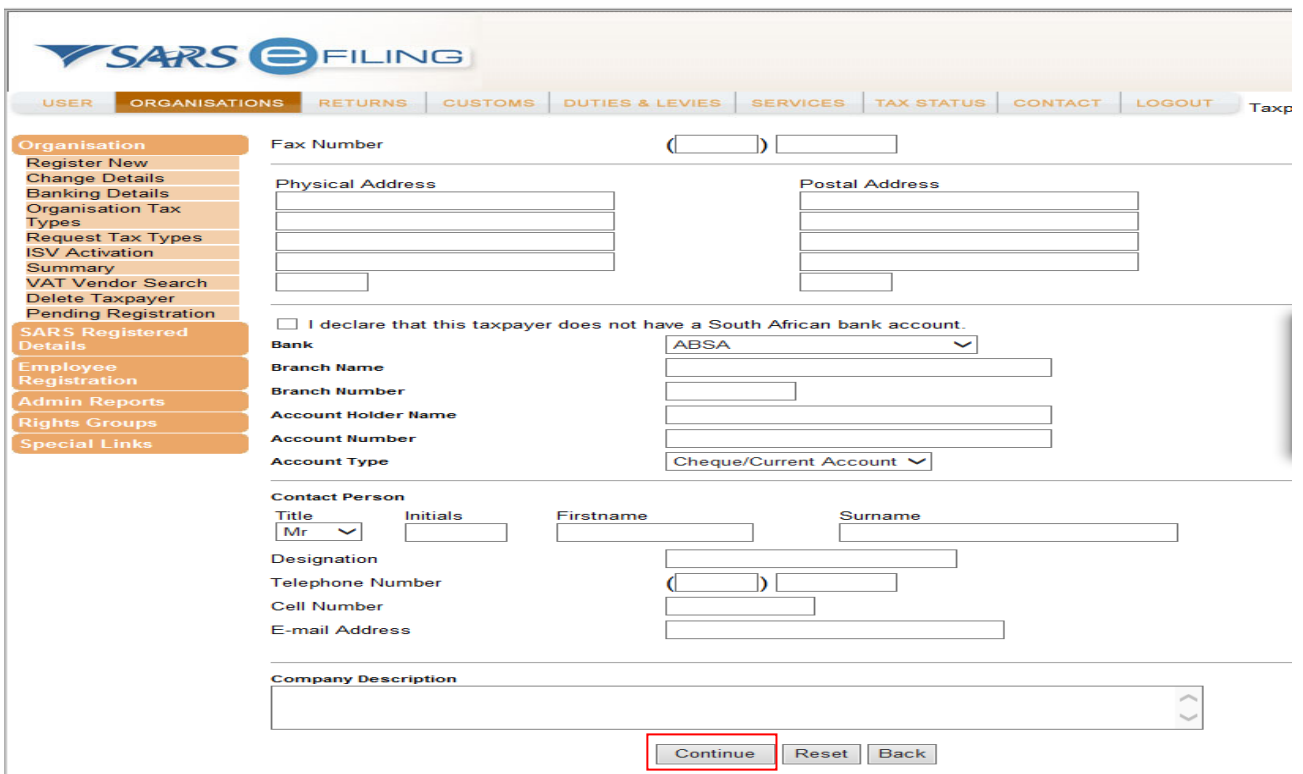 SARS e FILING
USER ORGANISATIONS RETURNS CUSTOMS DUTIES & LEVIES SERVICES TAX STATUS CONTACT LOGOUT Taxp
Organisation
Register New
Change Details
Banking Details
Organisation Tax
Types
Request Tax Types
ISV Activation
Summary
VAT Vendor Search
Delete Taxpayer
Pending Registration
SARS Registered
Details
Employee
Registration
Admin Reports
Rights Groups
Special Links
Fax Number ( )
Physical Address Postal Address
I declare that this taxpayer does not have a South African bank account.
Bank ABSA
Branch Name
Branch Number
Account Holder Name
Account Number
Account Type Cheque/Current Account
Contact Person
Title Initials Firstname Surname
Mr
Designation
Telephone Number ( )
Cell Number
E-mail Address
Company Description
Continue Reset Back